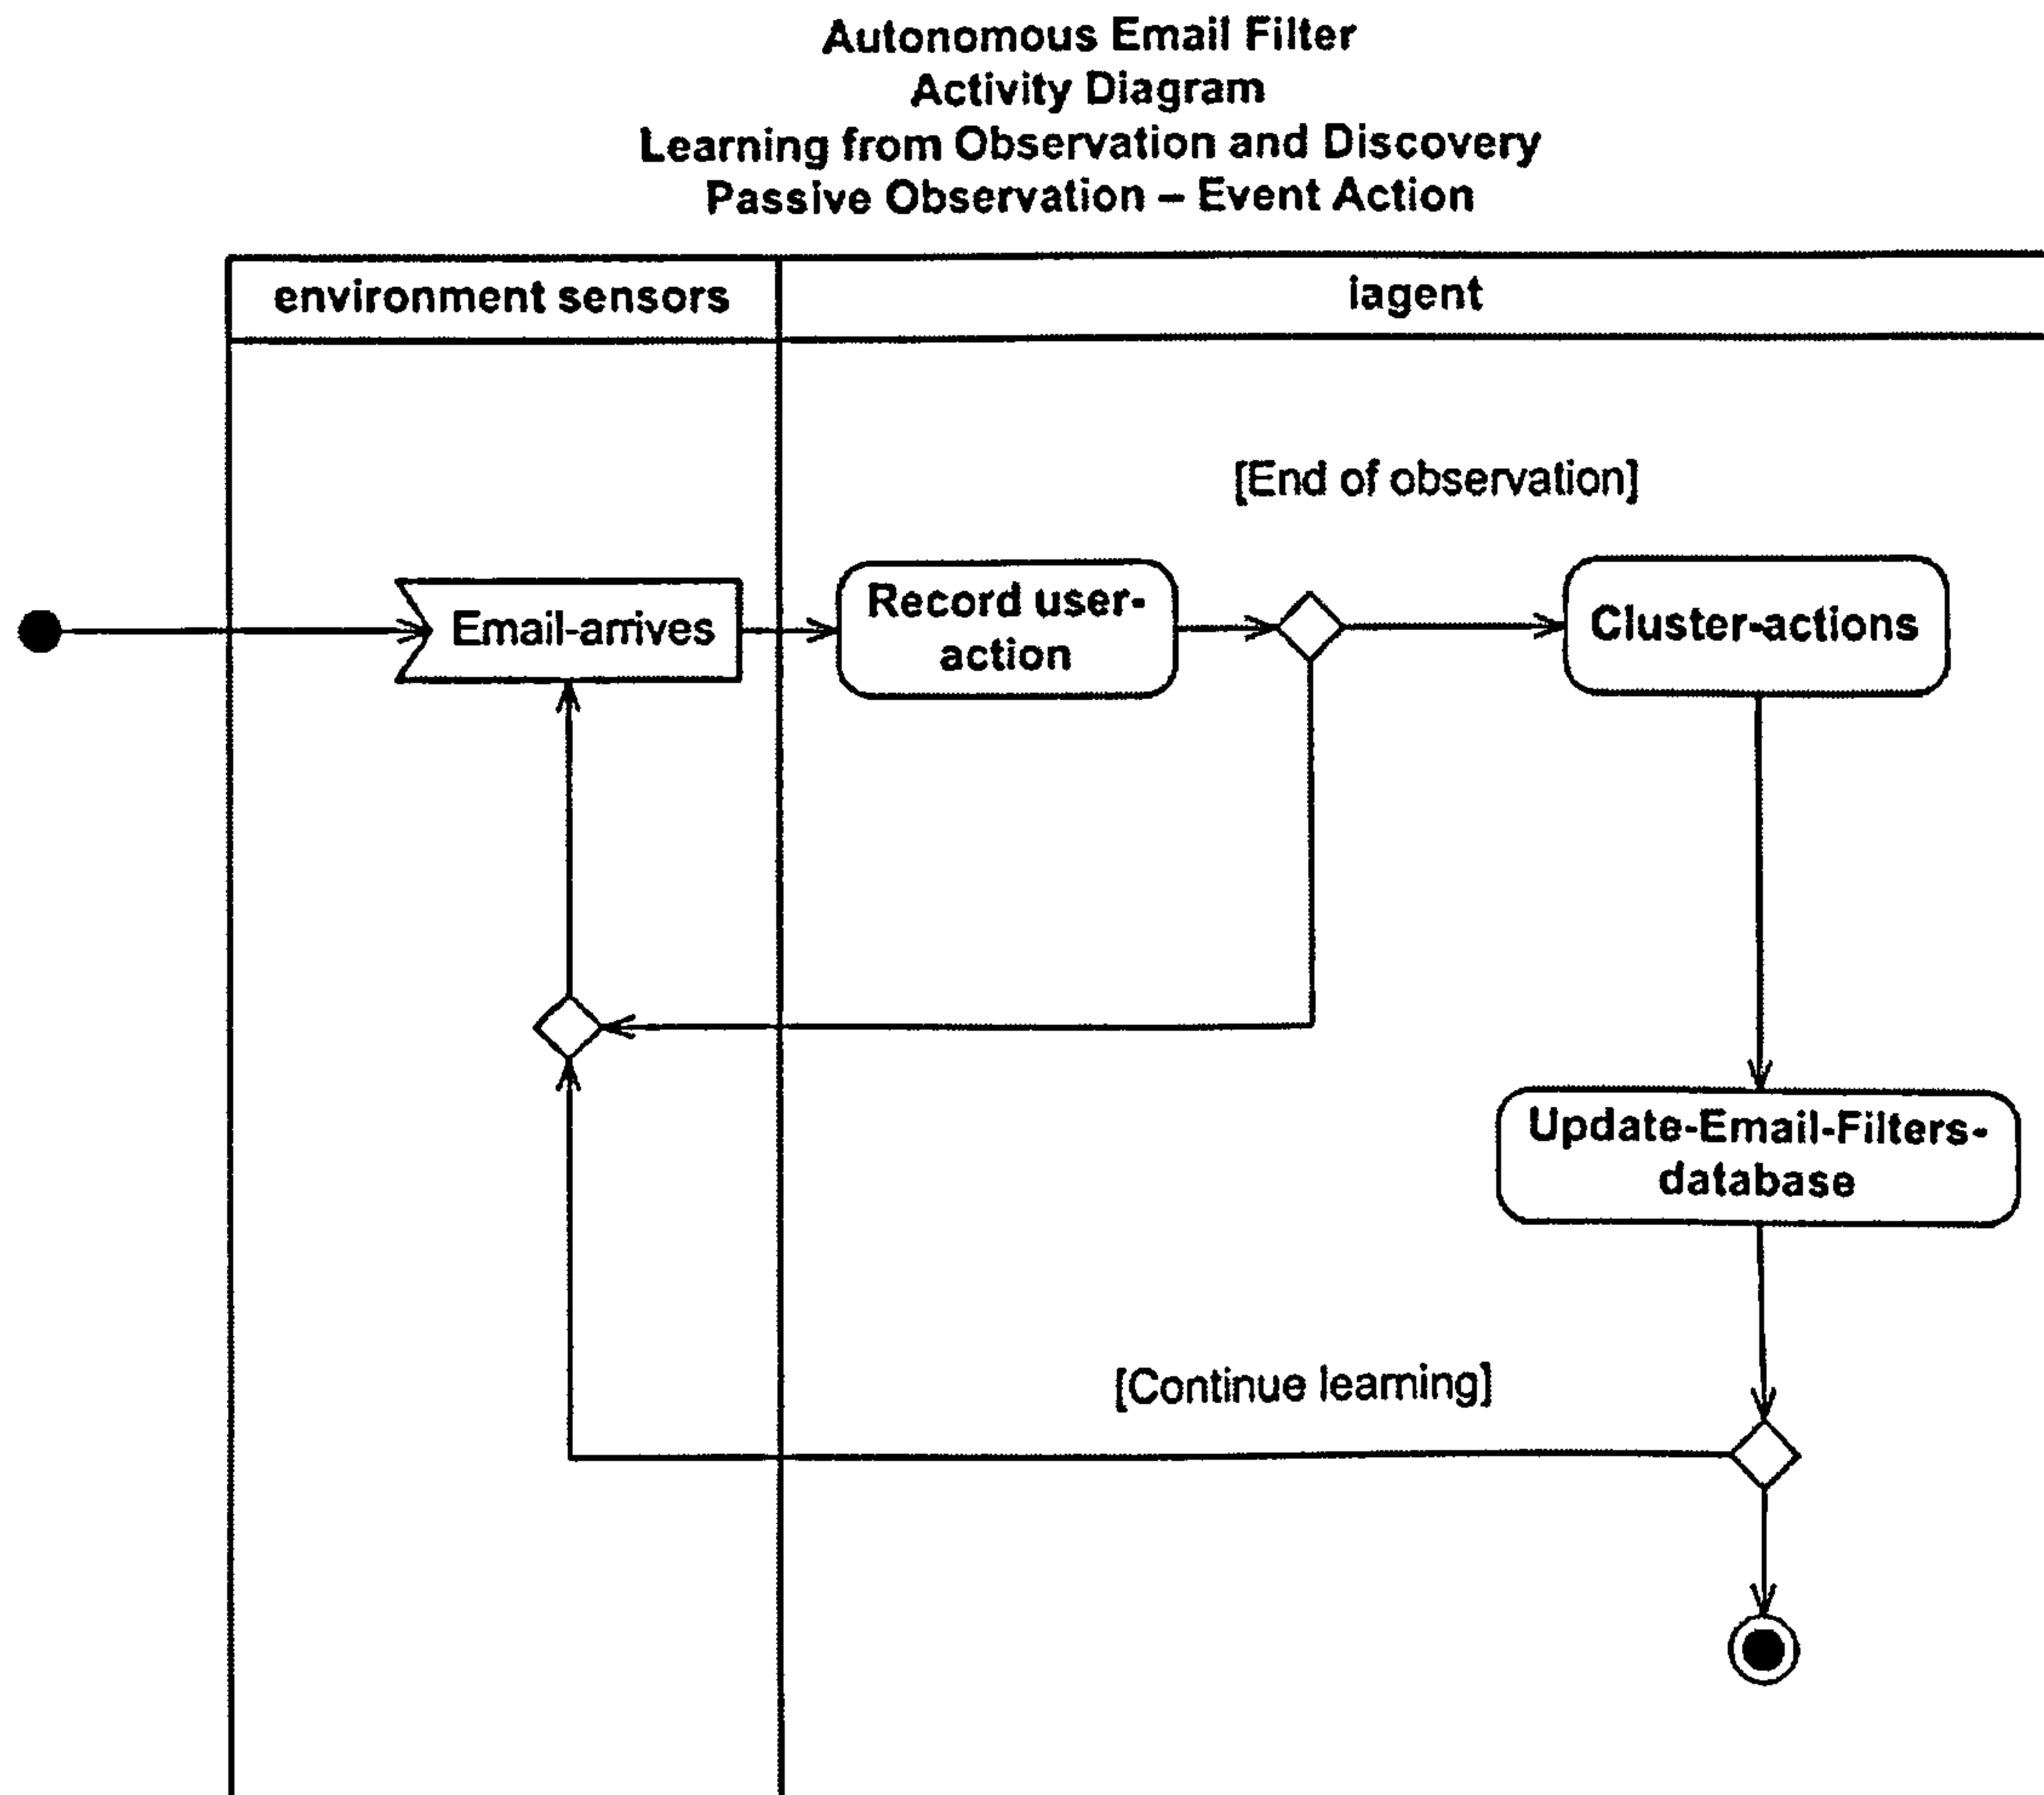 Autonomous Email Filter
Activity Diagram
Learning from Observation and Discovery
Passive Observation – Event Action
environment sensors
iagent
[End of observation]
Email-arrives
Record user-
action
Cluster-actions
Update-Email-Filters-
database
[Continue learning]